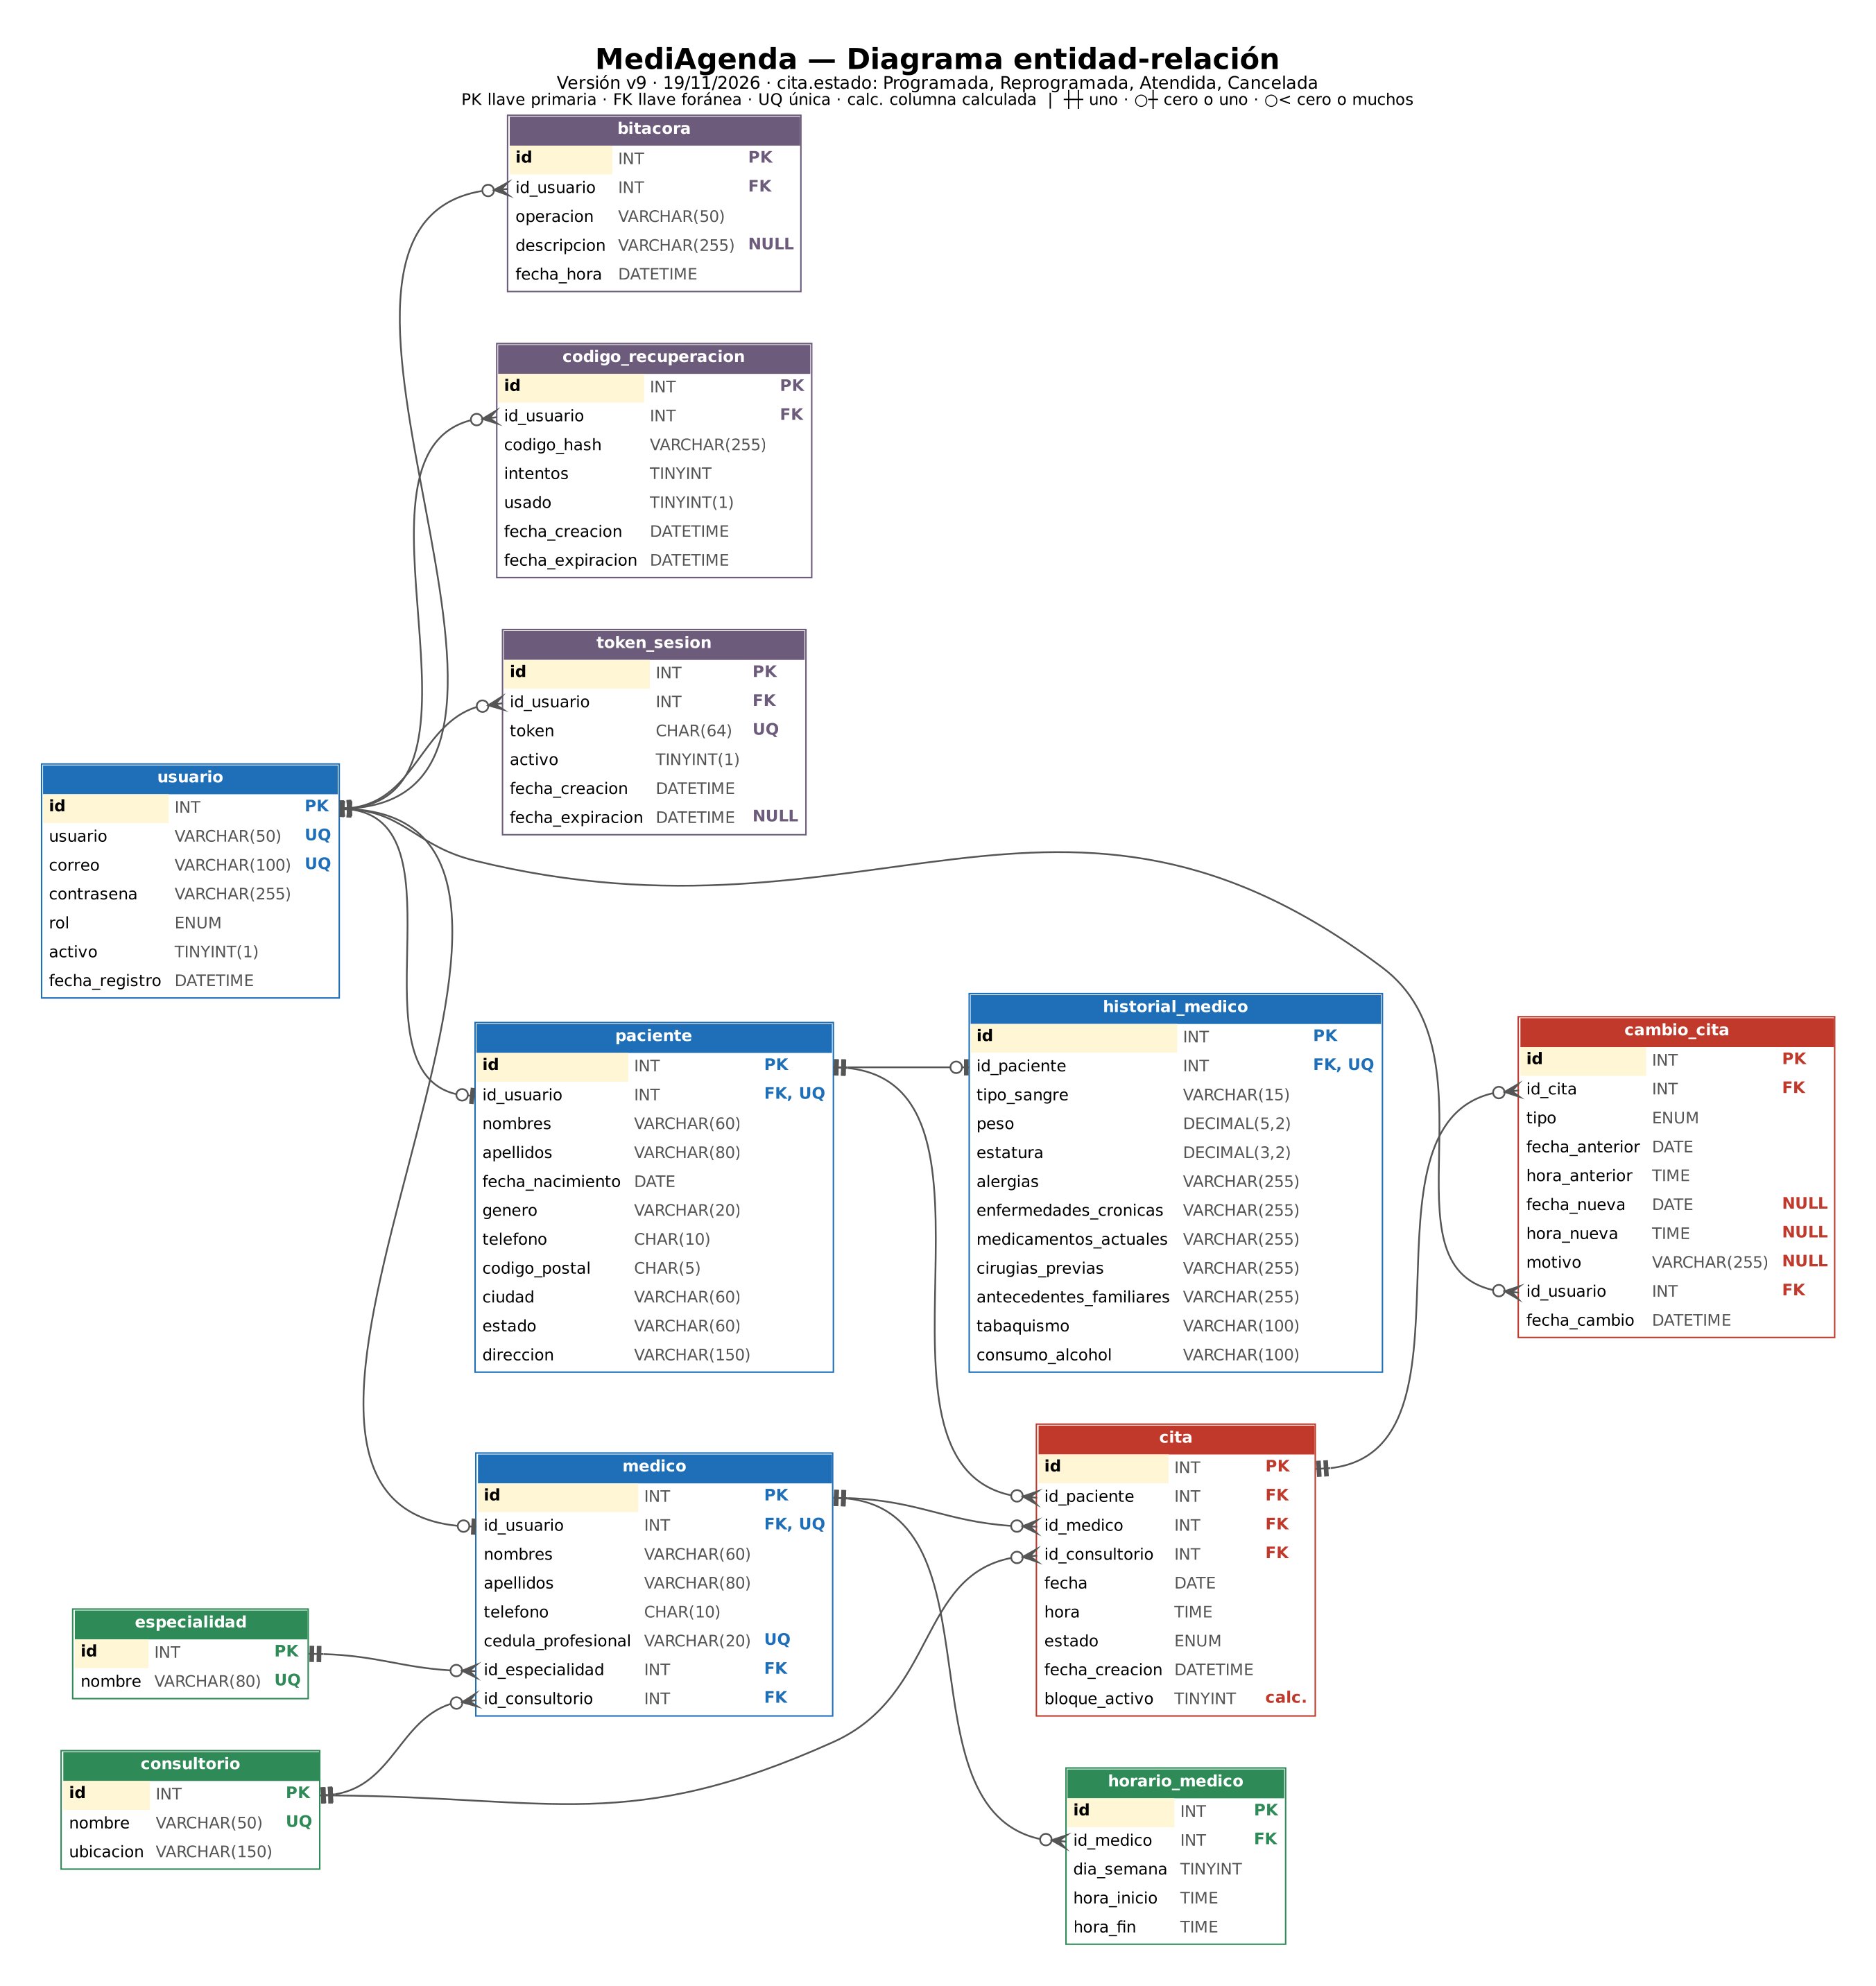 MediAgenda — Diagrama entidad-relación
Versión v9 · 19/11/2026 · cita.estado: Programada, Reprogramada, Atendida, Cancelada
PK llave primaria · FK llave foránea · UQ única · calc. columna calculada | ┼┼ uno · ○┼ cero o uno · ○< cero o muchos
bitacora
id INT PK
id_usuario INT FK
operacion VARCHAR(50)
descripcion VARCHAR(255) NULL
fecha_hora DATETIME
codigo_recuperacion
id INT PK
id_usuario INT FK
codigo_hash VARCHAR(255)
intentos TINYINT
usado TINYINT(1)
fecha_creacion DATETIME
fecha_expiracion DATETIME
token_sesion
id INT PK
id_usuario INT FK
token CHAR(64) UQ
activo TINYINT(1)
fecha_creacion DATETIME
fecha_expiracion DATETIME NULL
usuario
id INT PK
usuario VARCHAR(50) UQ
correo VARCHAR(100) UQ
contrasena VARCHAR(255)
rol ENUM
activo TINYINT(1)
fecha_registro DATETIME
paciente
id INT PK
id_usuario INT FK, UQ
nombres VARCHAR(60)
apellidos VARCHAR(80)
fecha_nacimiento DATE
genero VARCHAR(20)
telefono CHAR(10)
codigo_postal CHAR(5)
ciudad VARCHAR(60)
estado VARCHAR(60)
direccion VARCHAR(150)
historial_medico
id INT PK
id_paciente INT FK, UQ
tipo_sangre VARCHAR(15)
peso DECIMAL(5,2)
estatura DECIMAL(3,2)
alergias VARCHAR(255)
enfermedades_cronicas VARCHAR(255)
medicamentos_actuales VARCHAR(255)
cirugias_previas VARCHAR(255)
antecedentes_familiares VARCHAR(255)
tabaquismo VARCHAR(100)
consumo_alcohol VARCHAR(100)
cambio_cita
id INT PK
id_cita INT FK
tipo ENUM
fecha_anterior DATE
hora_anterior TIME
fecha_nueva DATE NULL
hora_nueva TIME NULL
motivo VARCHAR(255) NULL
id_usuario INT FK
fecha_cambio DATETIME
medico
id INT PK
id_usuario INT FK, UQ
nombres VARCHAR(60)
apellidos VARCHAR(80)
telefono CHAR(10)
cedula_profesional VARCHAR(20) UQ
id_especialidad INT FK
id_consultorio INT FK
cita
id INT PK
id_paciente INT FK
id_medico INT FK
id_consultorio INT FK
fecha DATE
hora TIME
estado ENUM
fecha_creacion DATETIME
bloque_activo TINYINT calc.
especialidad
id INT PK
nombre VARCHAR(80) UQ
consultorio
id INT PK
nombre VARCHAR(50) UQ
ubicacion VARCHAR(150)
horario_medico
id INT PK
id_medico INT FK
dia_semana TINYINT
hora_inicio TIME
hora_fin TIME